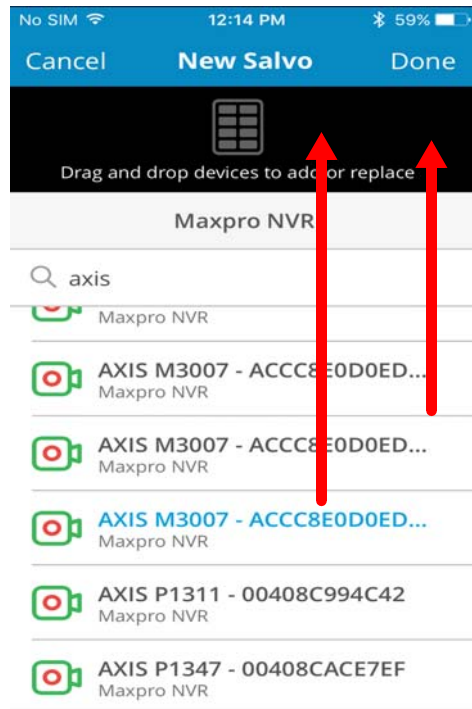 No SIM 12:14 PM 59%
Cancel New Salvo Done
Drag and drop devices to add or replace
Maxpro NVR
axis
Maxpro NVR
AXIS M3007 - ACCC8E0D0ED...
Maxpro NVR
AXIS M3007 - ACCC8E0D0ED...
Maxpro NVR
AXIS M3007 - ACCC8E0D0ED...
Maxpro NVR
AXIS P1311 - 00408C994C42
Maxpro NVR
AXIS P1347 - 00408CACE7EF
Maxpro NVR